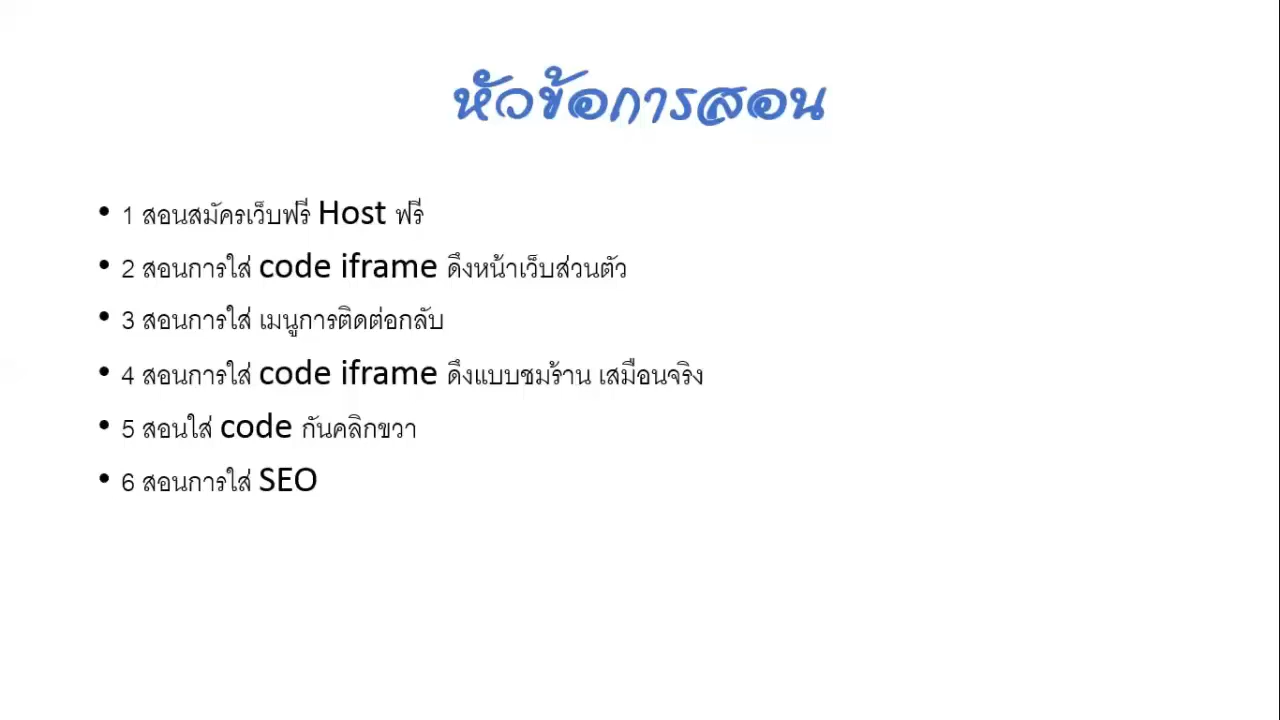 หัวข้อการสอน
• 1 สอนสมัครเว็บฟรี Host ฟรี
• 2 สอนการใส่ code iframe ดึงหน้าเว็บส่วนตัว
• 3 สอนการใส่ เมนูการติดต่อกลับ
• 4 สอนการใส่ code iframe ดึงแบบชมร้าน เสมือนจริง
• 5 สอนใส่ code กันคลิกขวา
• 6 สอนการใส่ SEO